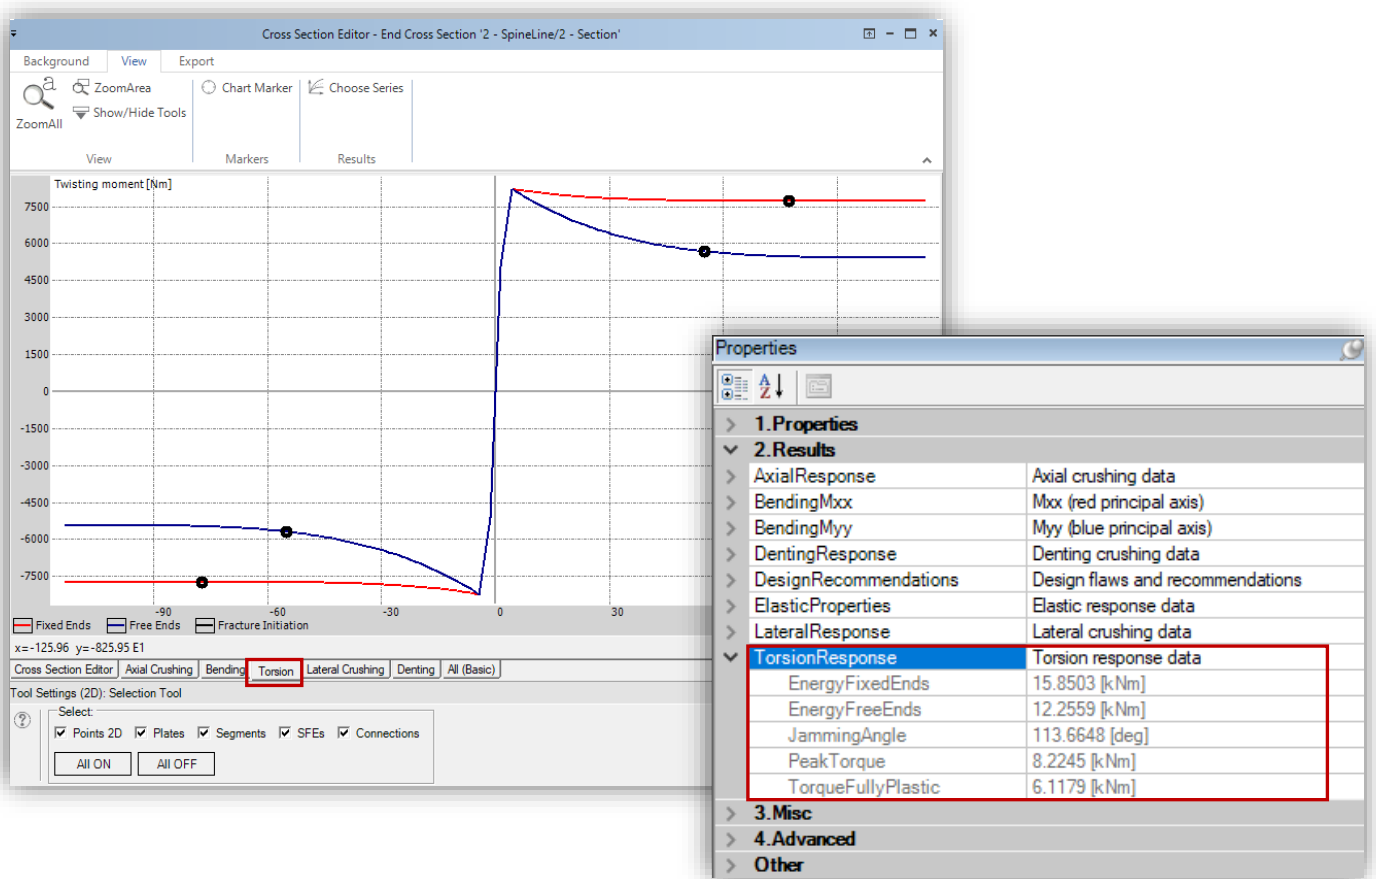 Cross Section Editor - End Cross Section '2 - SpineLine/2 - Section'
Background View Export
ZoomAll
a
ZoomArea
Show/Hide Tools
Chart Marker
Choose Series
View Markers Results
Twisting moment [Nm]
7500
6000
4500
3000
1500
0
-1500
-3000
-4500
-6000
-7500
-90 -60 -30 0 30
Fixed Ends Free Ends Fracture Initiation
x=-125.96 y=-825.95 E1
Cross Section Editor Axial Crushing Bending Torsion Lateral Crushing Denting All (Basic)
Tool Settings (2D): Selection Tool
?
Select:
Points 2D Plates Segments SFEs Connections
All ON All OFF
Properties
A
Z
1.Properties
2.Results
AxialResponse Axial crushing data
BendingMxx Mxx (red principal axis)
BendingMyy Myy (blue principal axis)
DentingResponse Denting crushing data
DesignRecommendations Design flaws and recommendations
ElasticProperties Elastic response data
LateralResponse Lateral crushing data
TorsionResponse Torsion response data
EnergyFixedEnds 15.8503 [kNm]
EnergyFreeEnds 12.2559 [kNm]
JammingAngle 113.6648 [deg]
PeakTorque 8.2245 [kNm]
TorqueFullyPlastic 6.1179 [kNm]
3.Misc
4.Advanced
Other